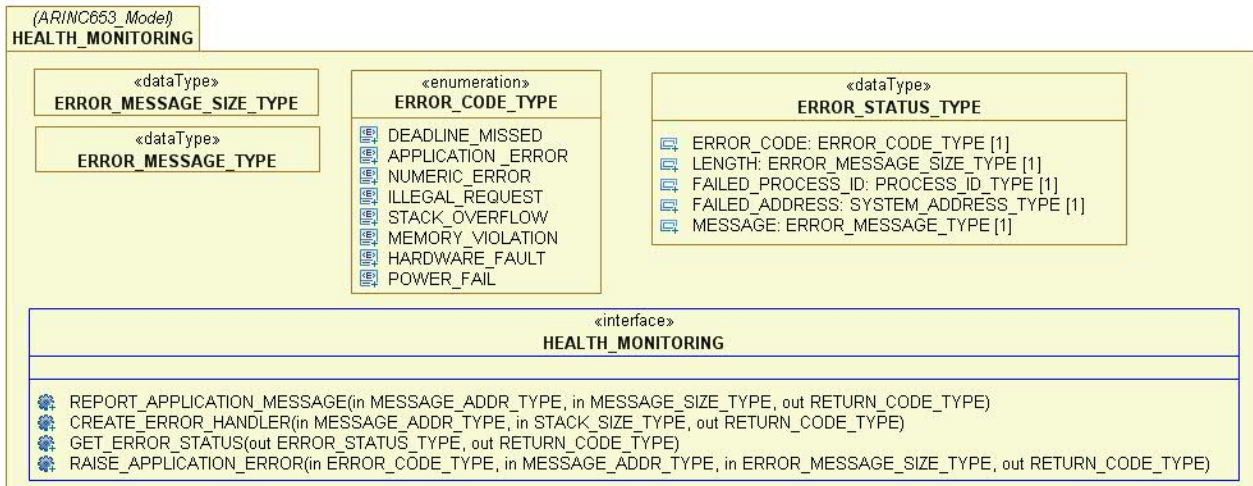 (ARINC653_Model)
HEALTH_MONITORING
«dataType»
ERROR_MESSAGE_SIZE_TYPE
«dataType»
ERROR_MESSAGE_TYPE
«enumeration»
ERROR_CODE_TYPE
DEADLINE_MISSED
APPLICATION_ERROR
NUMERIC_ERROR
ILLEGAL_REQUEST
STACK_OVERFLOW
MEMORY_VIOLATION
HARDWARE_FAULT
POWER_FAIL
«dataType»
ERROR_STATUS_TYPE
ERROR_CODE: ERROR_CODE_TYPE [1]
LENGTH: ERROR_MESSAGE_SIZE_TYPE [1]
FAILED_PROCESS_ID: PROCESS_ID_TYPE [1]
FAILED_ADDRESS: SYSTEM_ADDRESS_TYPE [1]
MESSAGE: ERROR_MESSAGE_TYPE [1]
«interface»
HEALTH_MONITORING
REPORT_APPLICATION_MESSAGE(in MESSAGE_ADDR_TYPE, in MESSAGE_SIZE_TYPE, out RETURN_CODE_TYPE)
CREATE_ERROR_HANDLER(in MESSAGE_ADDR_TYPE, in STACK_SIZE_TYPE, out RETURN_CODE_TYPE)
GET_ERROR_STATUS(out ERROR_STATUS_TYPE, out RETURN_CODE_TYPE)
RAISE_APPLICATION_ERROR(in ERROR_CODE_TYPE, in MESSAGE_ADDR_TYPE, in ERROR_MESSAGE_SIZE_TYPE, out RETURN_CODE_TYPE)